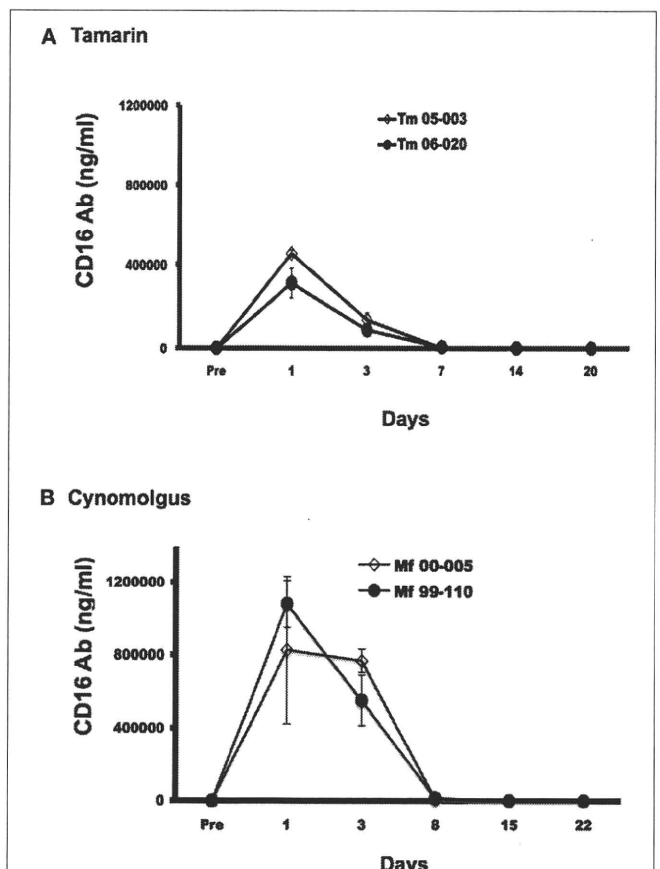 A Tamarin
1200000
800000
400000
0
CD16 Ab (ng/ml)
Tm 05-003
Tm 06-020
Pre 1 3 7 14 20
Days
B Cynomolgus
1200000
800000
400000
0
CD16 Ab (ng/ml)
Mf 00-005
Mf 99-110
Pre 1 3 8 15 22
Days